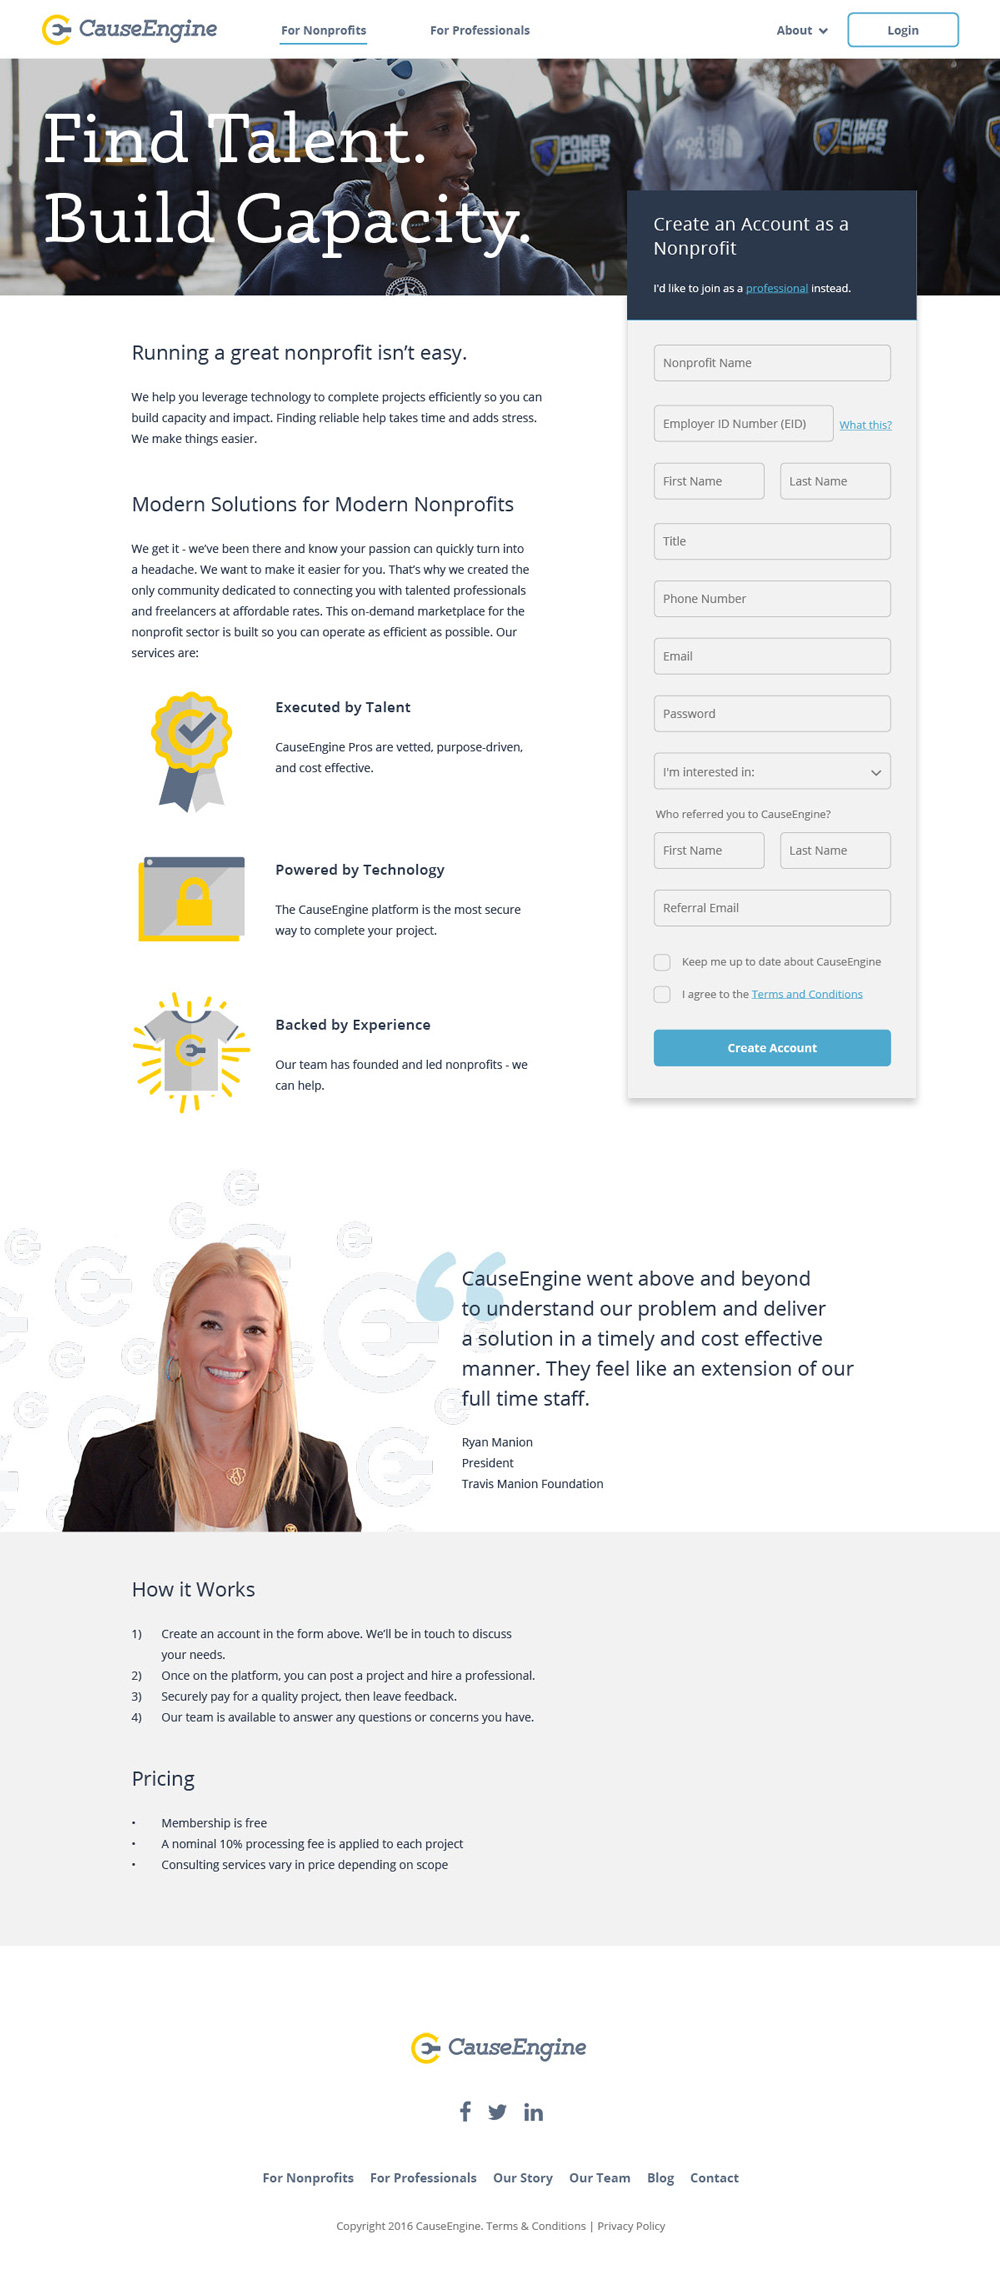 CauseEngine
For Nonprofits
For Professionals
About
Login
POWER
CORPS
PHL
POWER
CORPS
PHL
Find Talent.
Build Capacity.
Create an Account as a
Nonprofit
I'd like to join as a professional instead.
Running a great nonprofit isn’t easy.
We help you leverage technology to complete projects efficiently so you can
build capacity and impact. Finding reliable help takes time and adds stress.
We make things easier.
Modern Solutions for Modern Nonprofits
We get it - we’ve been there and know your passion can quickly turn into
a headache. We want to make it easier for you. That’s why we created the
only community dedicated to connecting you with talented professionals
and freelancers at affordable rates. This on-demand marketplace for the
nonprofit sector is built so you can operate as efficient as possible. Our
services are:
Executed by Talent
CauseEngine Pros are vetted, purpose-driven,
and cost effective.
Powered by Technology
The CauseEngine platform is the most secure
way to complete your project.
Backed by Experience
Our team has founded and led nonprofits - we
can help.
Nonprofit Name
Employer ID Number (EID)
What this?
First Name
Last Name
Title
Phone Number
Email
Password
I'm interested in:
Who referred you to CauseEngine?
First Name
Last Name
Referral Email
Keep me up to date about CauseEngine
I agree to the Terms and Conditions
Create Account
“
CauseEngine went above and beyond
to understand our problem and deliver
a solution in a timely and cost effective
manner. They feel like an extension of our
full time staff.
Ryan Manion
President
Travis Manion Foundation
How it Works
1) Create an account in the form above. We’ll be in touch to discuss
your needs.
2) Once on the platform, you can post a project and hire a professional.
3) Securely pay for a quality project, then leave feedback.
4) Our team is available to answer any questions or concerns you have.
Pricing
• Membership is free
• A nominal 10% processing fee is applied to each project
• Consulting services vary in price depending on scope
CauseEngine
For Nonprofits
For Professionals
Our Story
Our Team
Blog
Contact
Copyright 2016 CauseEngine. Terms & Conditions | Privacy Policy